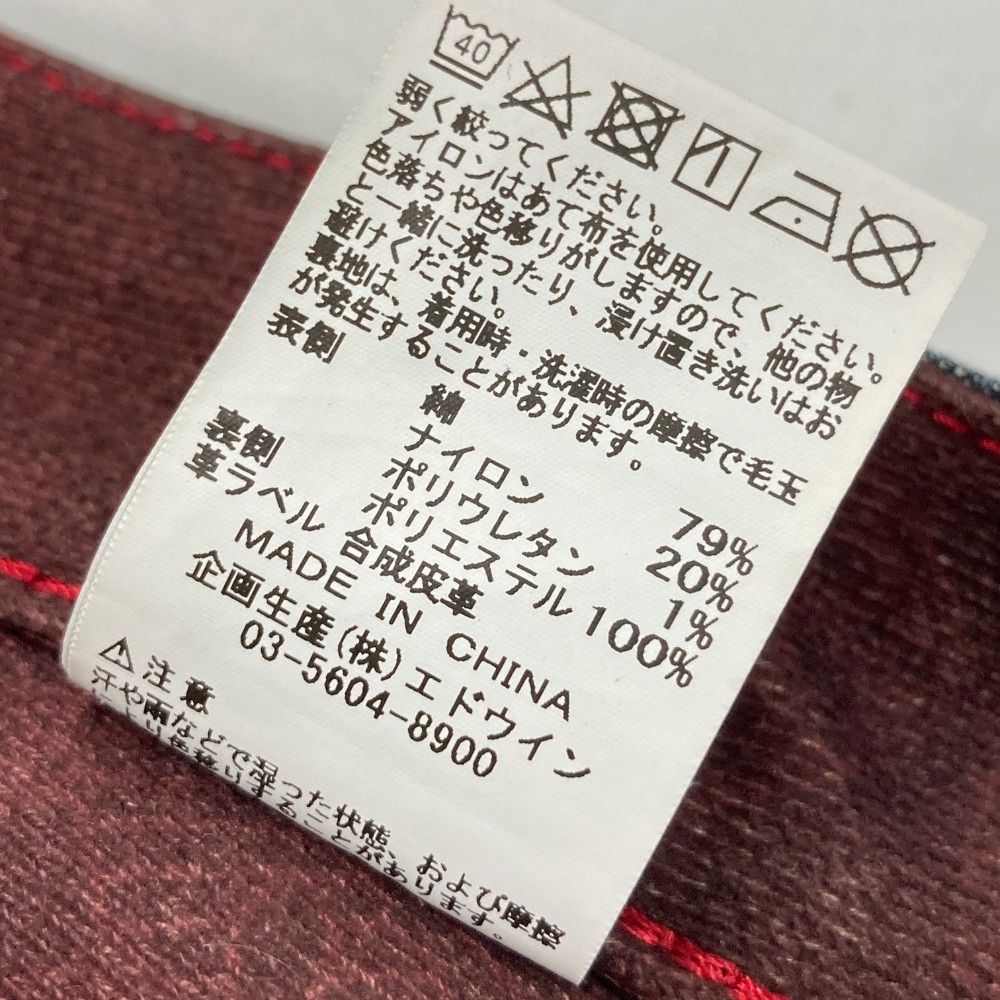 40
弱く絞ってください。
アイロンはあて布を使用してください。
色落ちや色移りがしますので、他の物
と一緒に洗ったり、浸け置き洗いはお
避けください。
裏地は、着用時・洗濯時の摩擦で毛玉
が発生することがあります。
表側 綿 79%
ナイロン 20%
ポリウレタン 1%
裏側 ポリエステル 100%
革ラベル 合成皮革
MADE IN CHINA
企画生産(株)エドウイン
03-5604-8900
注意
汗や雨などで湿った状態、および摩擦
により色移りすることがあります。